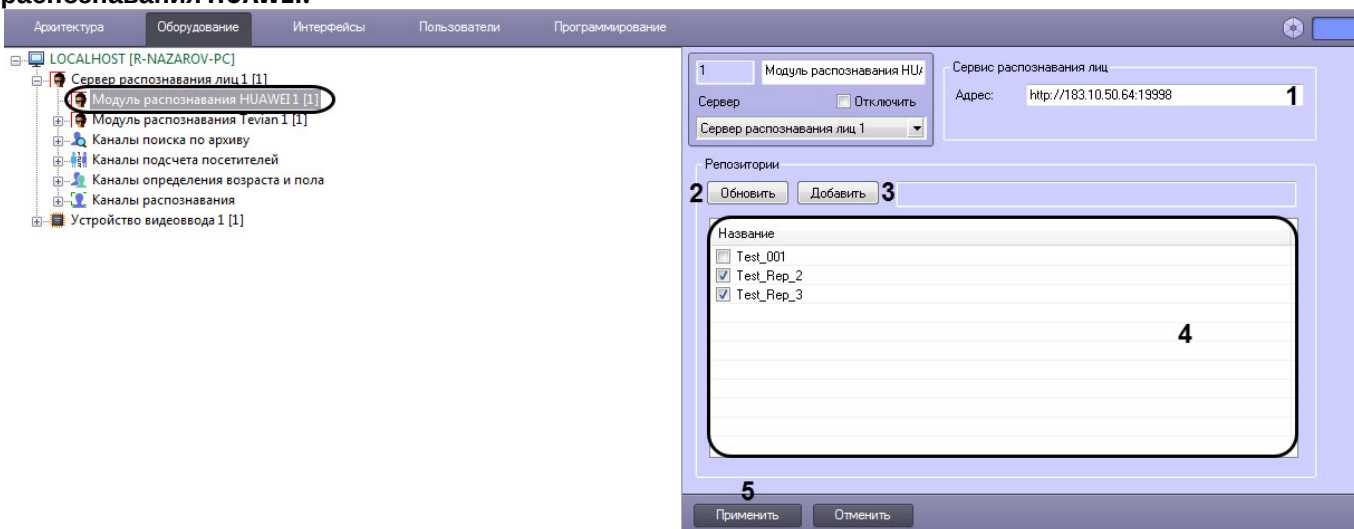 распознавания HUAWEI.
Архитектура Оборудование Интерфейсы Пользователи Программирование
LOCALHOST [R-NAZAROV-PC]
Сервер распознавания лиц 1 [1]
Модуль распознавания HUAWEI 1 [1]
Модуль распознавания Tevian 1 [1]
Каналы поиска по архиву
Каналы подсчета посетителей
Каналы определения возраста и пола
Каналы распознавания
Устройство видеоввода 1 [1]
1 Модуль распознавания HU
Сервер Отключить
Сервер распознавания лиц 1
Сервис распознавания лиц
Адрес: http://183.10.50.64:19998 1
Репозитории
2 Обновить Добавить 3
Название
Test_001
Test_Rep_2
Test_Rep_3
4
5
Применить Отменить